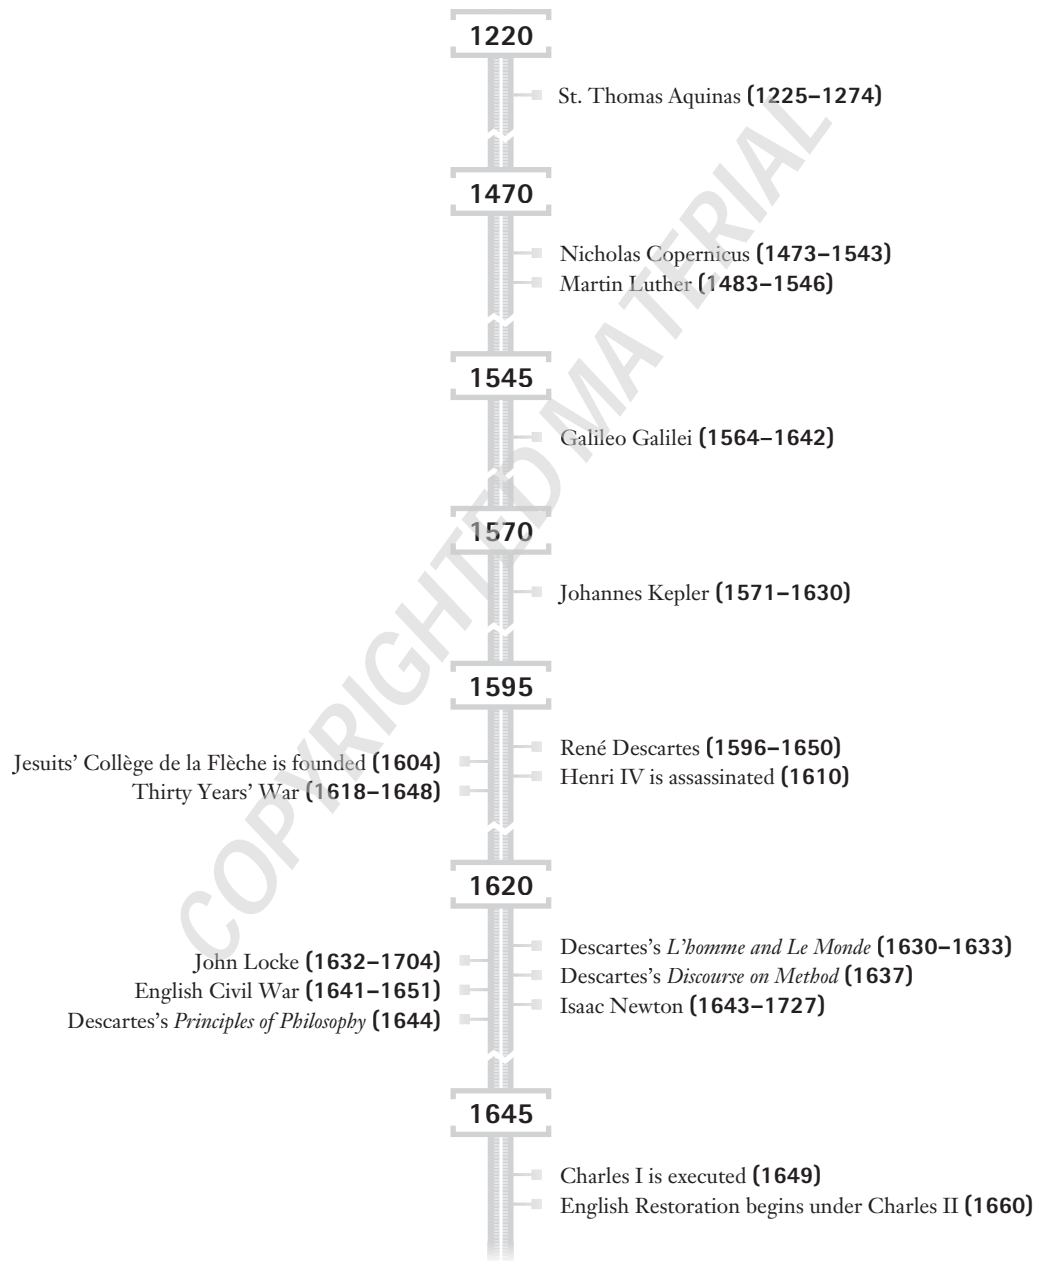 1220
St. Thomas Aquinas (1225–1274)
1470
Nicholas Copernicus (1473–1543)
Martin Luther (1483–1546)
1545
Galileo Galilei (1564–1642)
1570
Johannes Kepler (1571–1630)
1595
René Descartes (1596–1650)
Jesuits’ Collège de la Flèche is founded (1604)
Henri IV is assassinated (1610)
Thirty Years’ War (1618–1648)
1620
Descartes’s L’homme and Le Monde (1630–1633)
John Locke (1632–1704)
Descartes’s Discourse on Method (1637)
English Civil War (1641–1651)
Isaac Newton (1643–1727)
Descartes’s Principles of Philosophy (1644)
1645
Charles I is executed (1649)
English Restoration begins under Charles II (1660)
COPYRIGHTED MATERIAL